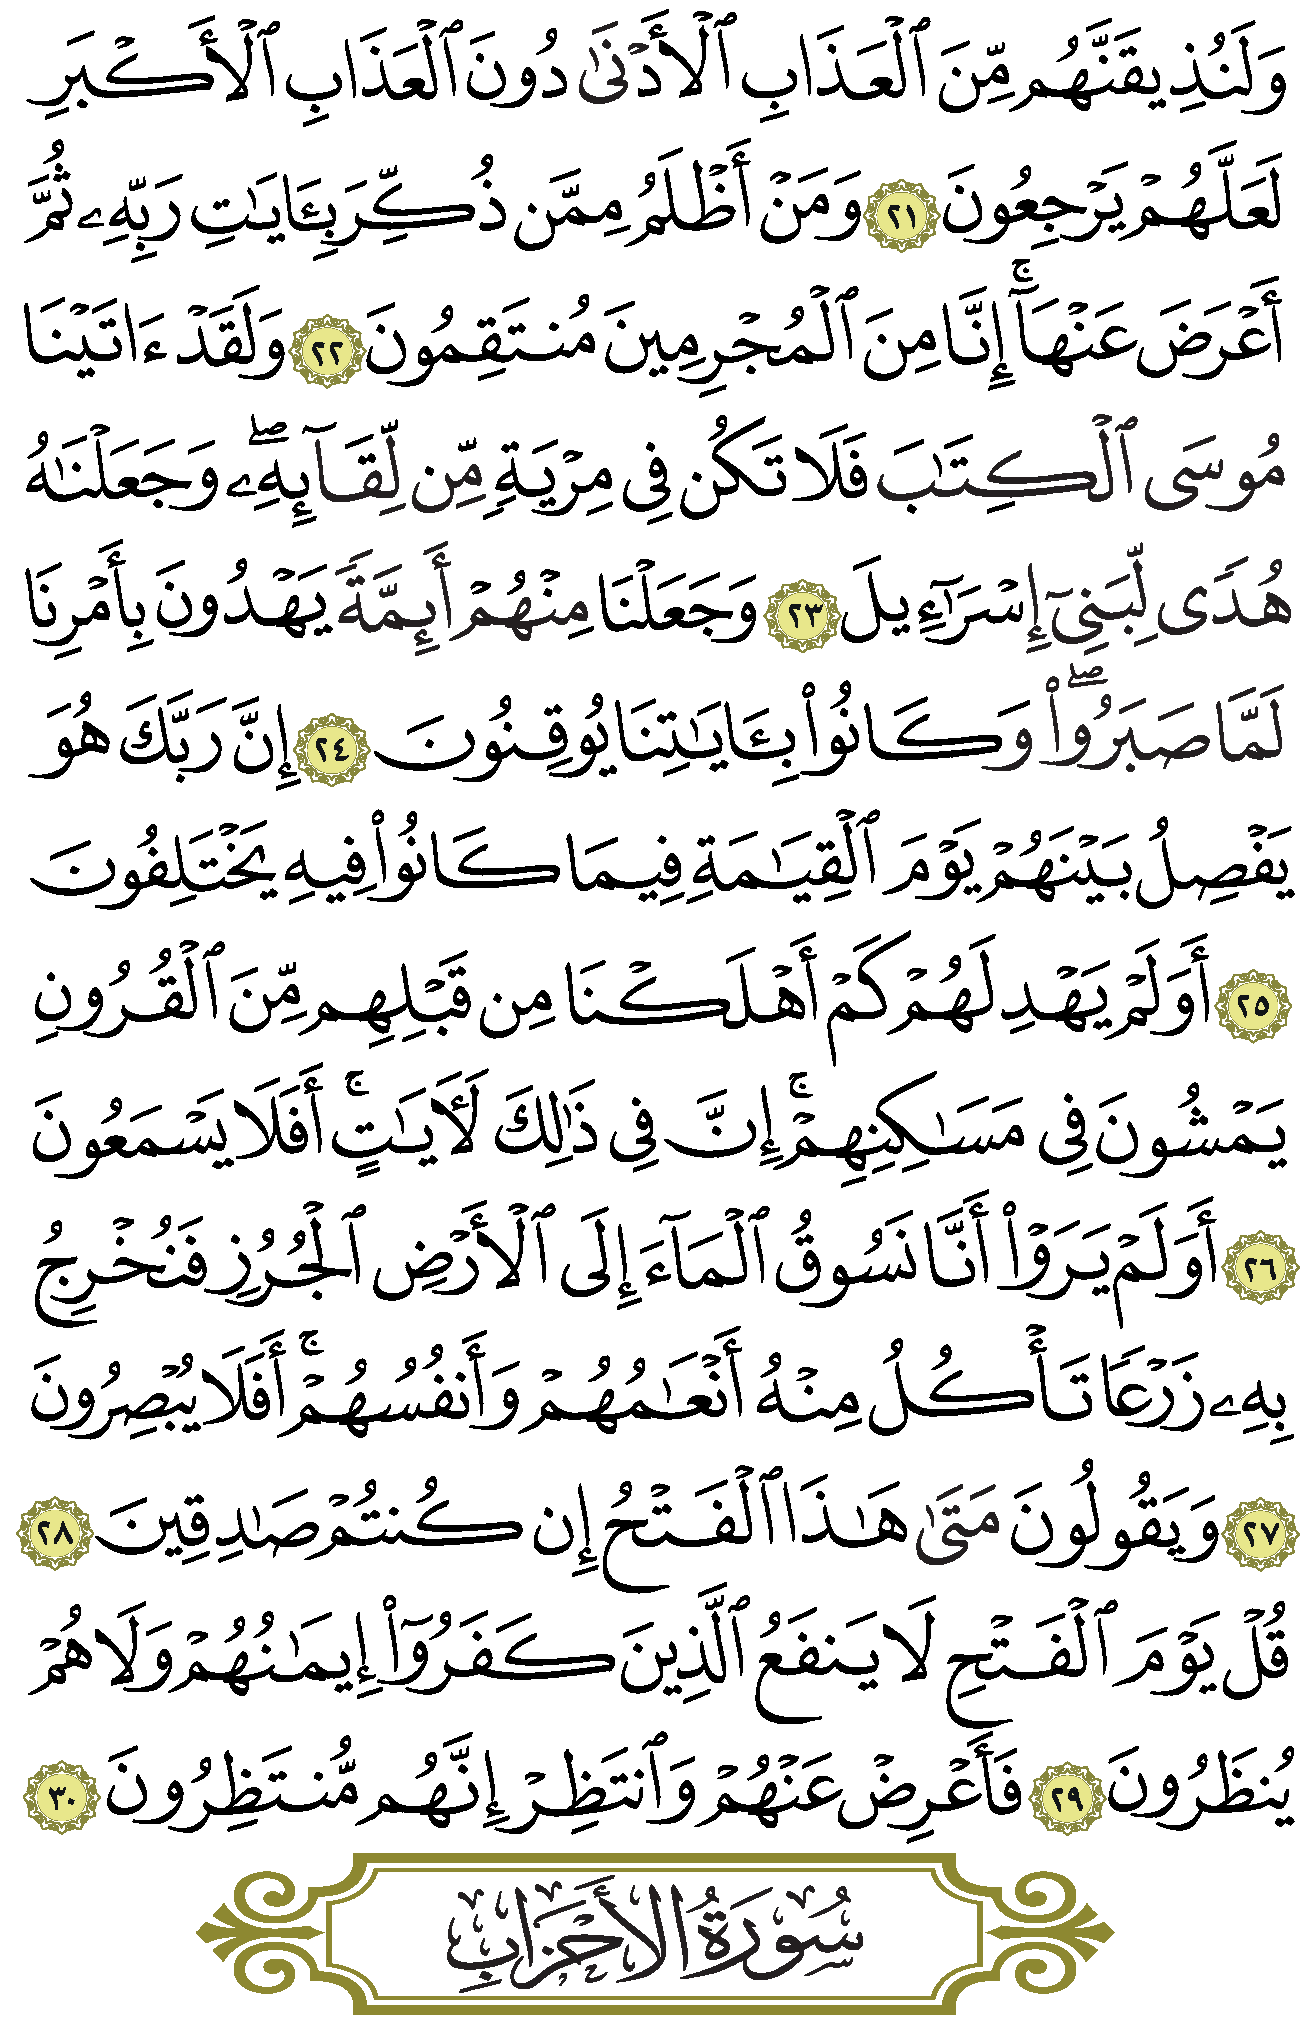 وَلَنُذِيقَنَّهُم مِّنَ ٱلْعَذَابِ ٱلْأَدْنَىٰ دُونَ ٱلْعَذَابِ ٱلْأَكْبَرِ
لَعَلَّهُمْ يَرْجِعُونَ ٢١ وَمَنْ أَظْلَمُ مِمَّن ذُكِّرَ بِـَٔايَـٰتِ رَبِّهِۦ ثُمَّ
أَعْرَضَ عَنْهَآ ۚ إِنَّا مِنَ ٱلْمُجْرِمِينَ مُنتَقِمُونَ ٢٢ وَلَقَدْ ءَاتَيْنَا
مُوسَى ٱلْكِتَـٰبَ فَلَا تَكُن فِى مِرْيَةٍ مِّن لِّقَآئِهِۦ ۖ وَجَعَلْنَـٰهُ
هُدًى لِّبَنِىٓ إِسْرَٰٓءِيلَ ٢٣ وَجَعَلْنَا مِنْهُمْ أَئِمَّةً يَهْدُونَ بِأَمْرِنَا
لَمَّا صَبَرُوا۟ ۖ وَكَانُوا۟ بِـَٔايَـٰتِنَا يُوقِنُونَ ٢٤ إِنَّ رَبَّكَ هُوَ
يَفْصِلُ بَيْنَهُمْ يَوْمَ ٱلْقِيَـٰمَةِ فِيمَا كَانُوا۟ فِيهِ يَخْتَلِفُونَ
٢٥ أَوَلَمْ يَهْدِ لَهُمْ كَمْ أَهْلَكْنَا مِن قَبْلِهِم مِّنَ ٱلْقُرُونِ
يَمْشُونَ فِى مَسَـٰكِنِهِمْ ۚ إِنَّ فِى ذَٰلِكَ لَـَٔايَـٰتٍ ۚ أَفَلَا يَسْمَعُونَ
٢٦ أَوَلَمْ يَرَوْا۟ أَنَّا نَسُوقُ ٱلْمَآءَ إِلَى ٱلْأَرْضِ ٱلْجُرُزِ فَنُخْرِجُ
بِهِۦ زَرْعًا تَأْكُلُ مِنْهُ أَنْعَـٰمُهُمْ وَأَنفُسُهُمْ ۚ أَفَلَا يُبْصِرُونَ
٢٧ وَيَقُولُونَ مَتَىٰ هَـٰذَا ٱلْفَتْحُ إِن كُنتُمْ صَـٰدِقِينَ ٢٨
قُلْ يَوْمَ ٱلْفَتْحِ لَا يَنفَعُ ٱلَّذِينَ كَفَرُوٓا۟ إِيمَـٰنُهُمْ وَلَا هُمْ
يُنظَرُونَ ٢٩ فَأَعْرِضْ عَنْهُمْ وَٱنتَظِرْ إِنَّهُم مُّنتَظِرُونَ ٣٠
سُورَةُ الأَحْزَابِ